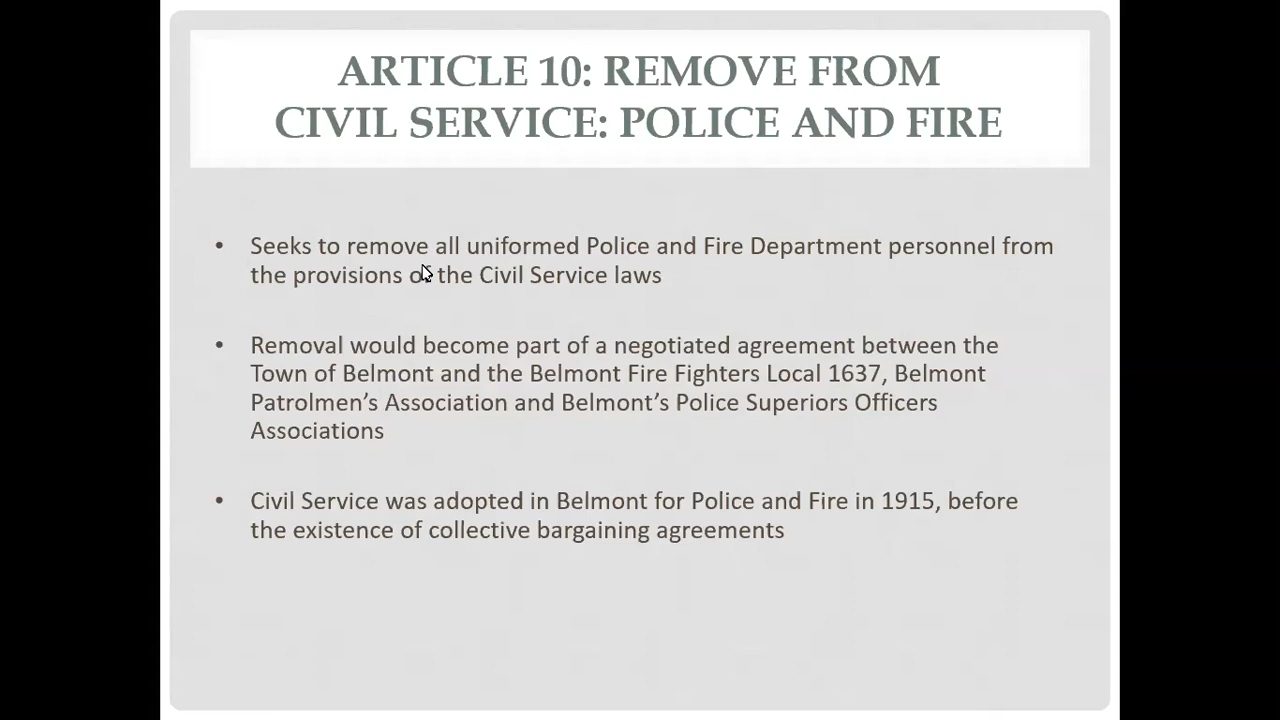 ARTICLE 10: REMOVE FROM
CIVIL SERVICE: POLICE AND FIRE
• Seeks to remove all uniformed Police and Fire Department personnel from
the provisions of the Civil Service laws
• Removal would become part of a negotiated agreement between the
Town of Belmont and the Belmont Fire Fighters Local 1637, Belmont
Patrolmen’s Association and Belmont’s Police Superiors Officers
Associations
• Civil Service was adopted in Belmont for Police and Fire in 1915, before
the existence of collective bargaining agreements